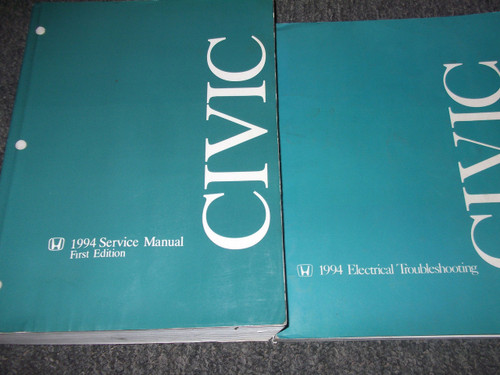 CIVIC
1994 Service Manual
First Edition
CIVIC
1994 Electrical Troubleshooting